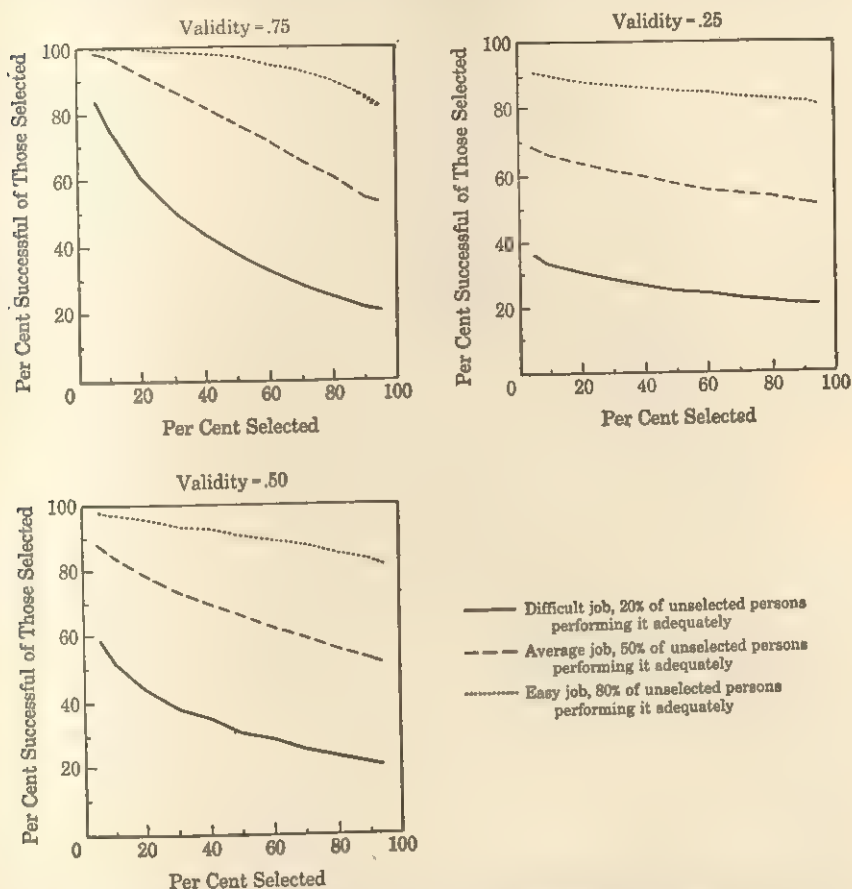 Validity = .75
Per Cent Successful of Those Selected
100
80
60
40
20
0 20 40 60 80 100
Per Cent Selected
Validity = .25
Per Cent Successful of Those Selected
100
80
60
40
20
0 20 40 60 80 100
Per Cent Selected
Validity = .50
Per Cent Successful of Those Selected
100
80
60
40
20
0 20 40 60 80 100
Per Cent Selected
Difficult job, 20% of unselected persons
performing it adequately
Average job, 50% of unselected persons
performing it adequately
Easy job, 80% of unselected persons
performing it adequately